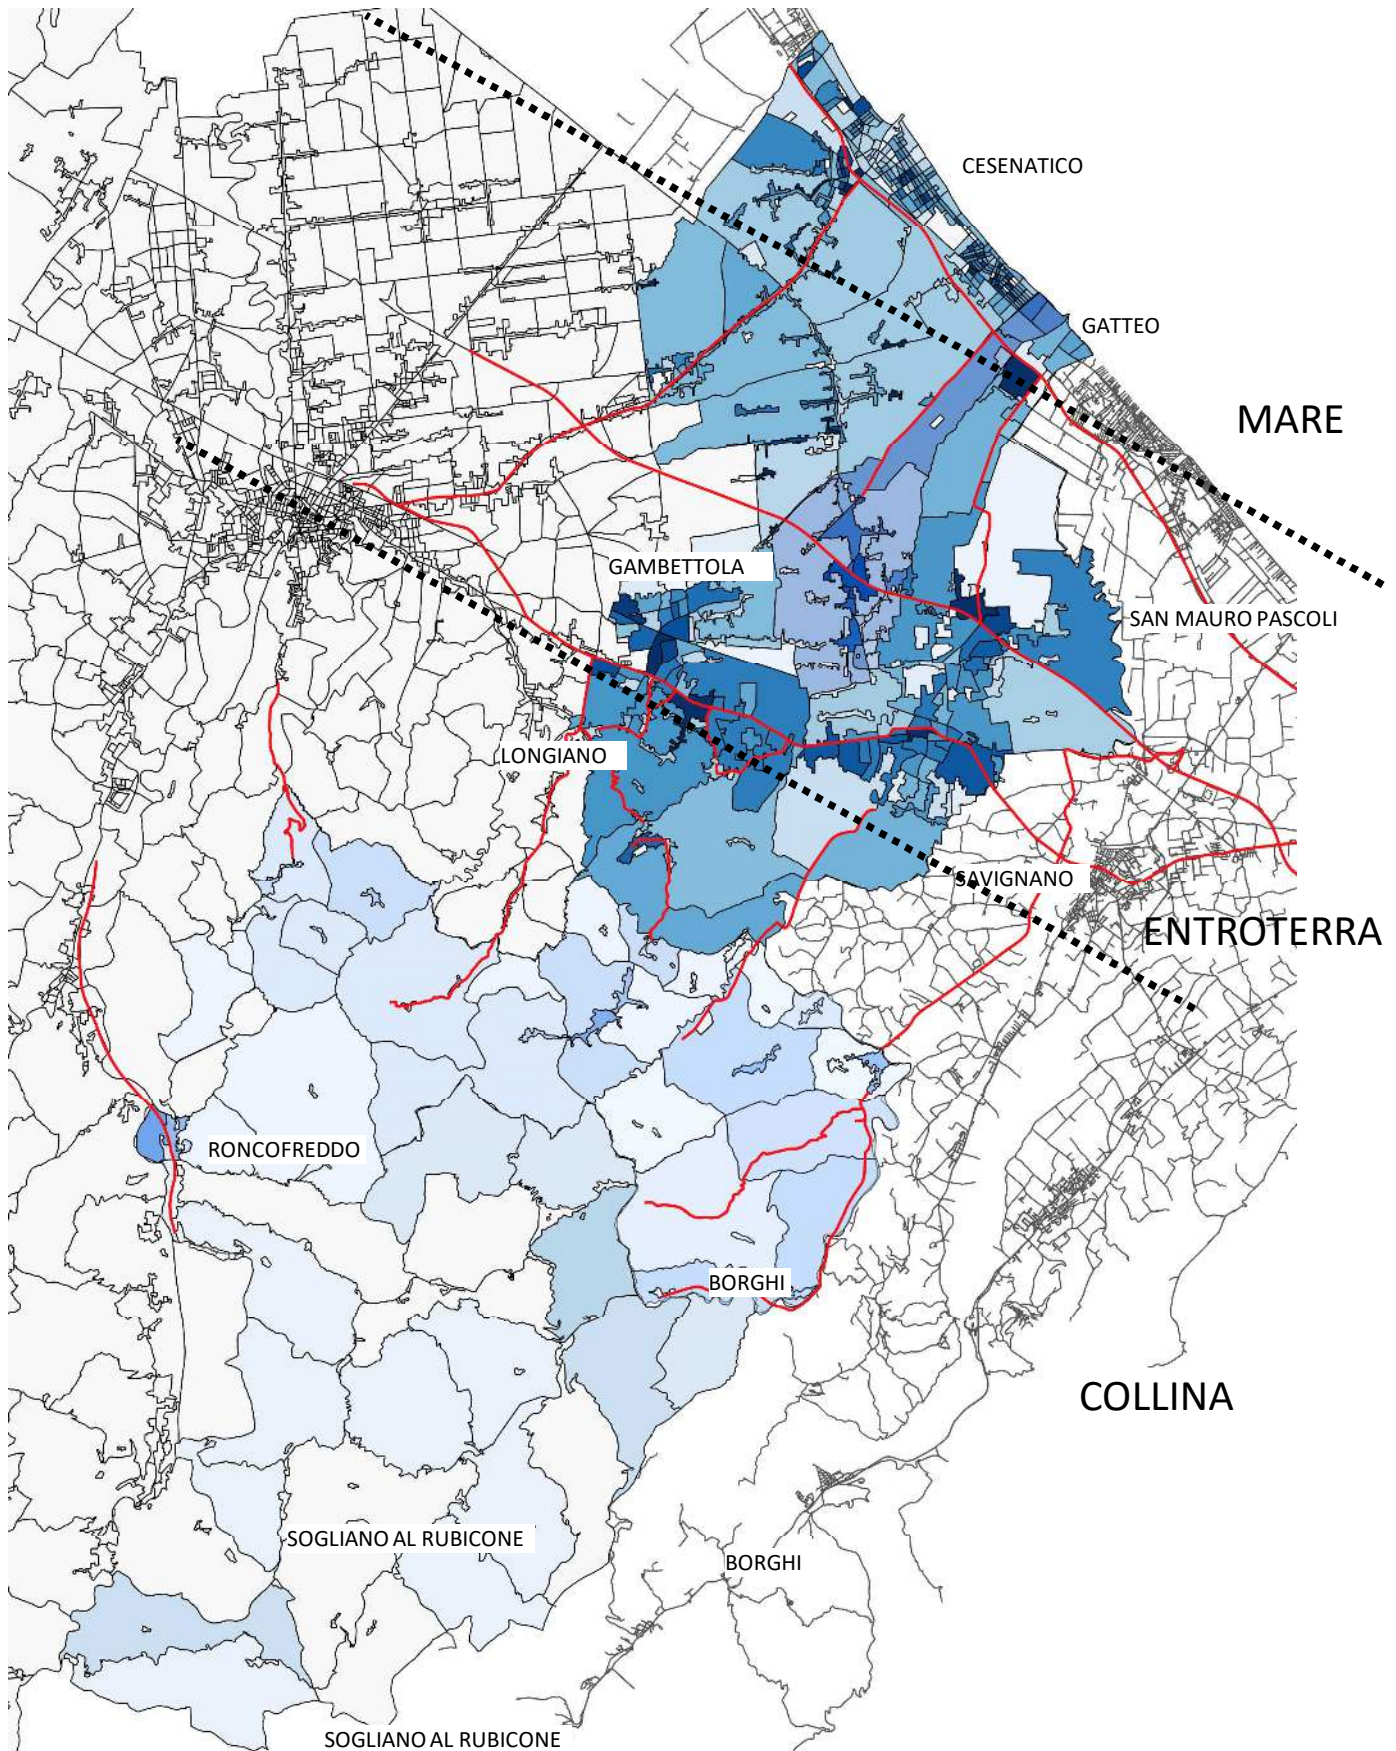 CESENATICO
GATTEO
MARE
GAMBETTOLA
SAN MAURO PASCOLI
LONGIANO
SAVIGNANO
ENTROTERRA
RONCOFREDDO
BORGHI
COLLINA
SOGLIANO AL RUBICONE
BORGHI
SOGLIANO AL RUBICONE